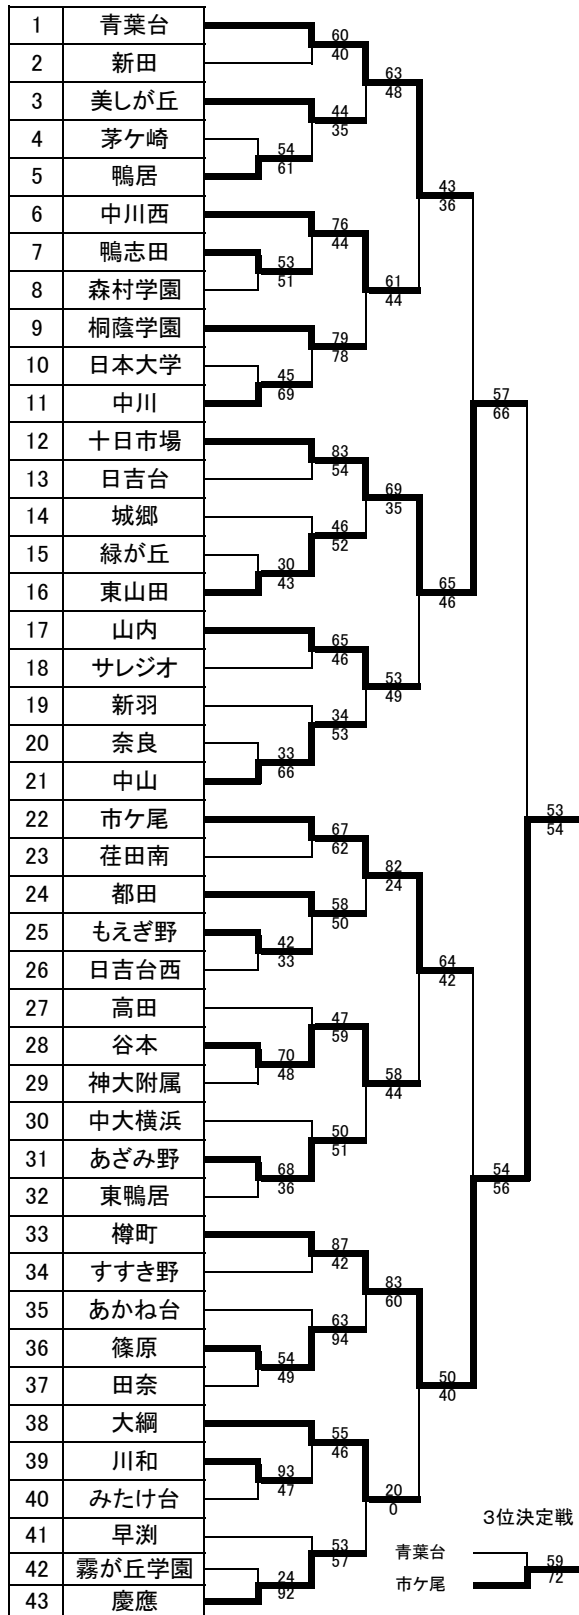 1 青葉台
2 新田
3 美しが丘
4 茅ケ崎
5 鴨居
6 中川西
7 鴨志田
8 森村学園
9 桐蔭学園
10 日本大学
11 中川
12 十日市場
13 日吉台
14 城郷
15 緑が丘
16 東山田
17 山内
18 サレジオ
19 新羽
20 奈良
21 中山
22 市ケ尾
23 荏田南
24 都田
25 もえぎ野
26 日吉台西
27 高田
28 谷本
29 神大附属
30 中大横浜
31 あざみ野
32 東鴨居
33 樽町
34 すすき野
35 あかね台
36 篠原
37 田奈
38 大綱
39 川和
40 みたけ台
41 早渕
42 霧が丘学園
43 慶應
54
61
53
51
45
69
30
43
33
66
42
33
70
48
68
36
54
49
93
47
24
92
60
40
44
35
76
44
79
78
83
54
46
52
65
46
34
53
67
62
58
50
47
59
50
51
87
42
63
94
55
46
53
57
63
48
61
44
69
35
53
49
82
24
58
44
83
60
20
0
43
36
65
46
64
42
50
40
57
66
54
56
53
54
3位決定戦
青葉台
市ケ尾
59
72